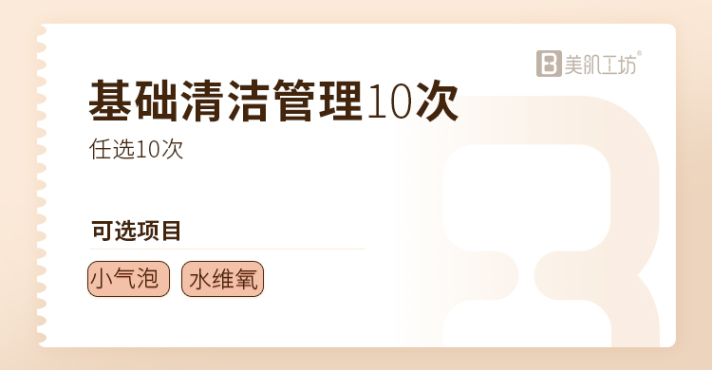 美肌工坊®
基础清洁管理10次
任选10次
可选项目
小气泡 水维氧